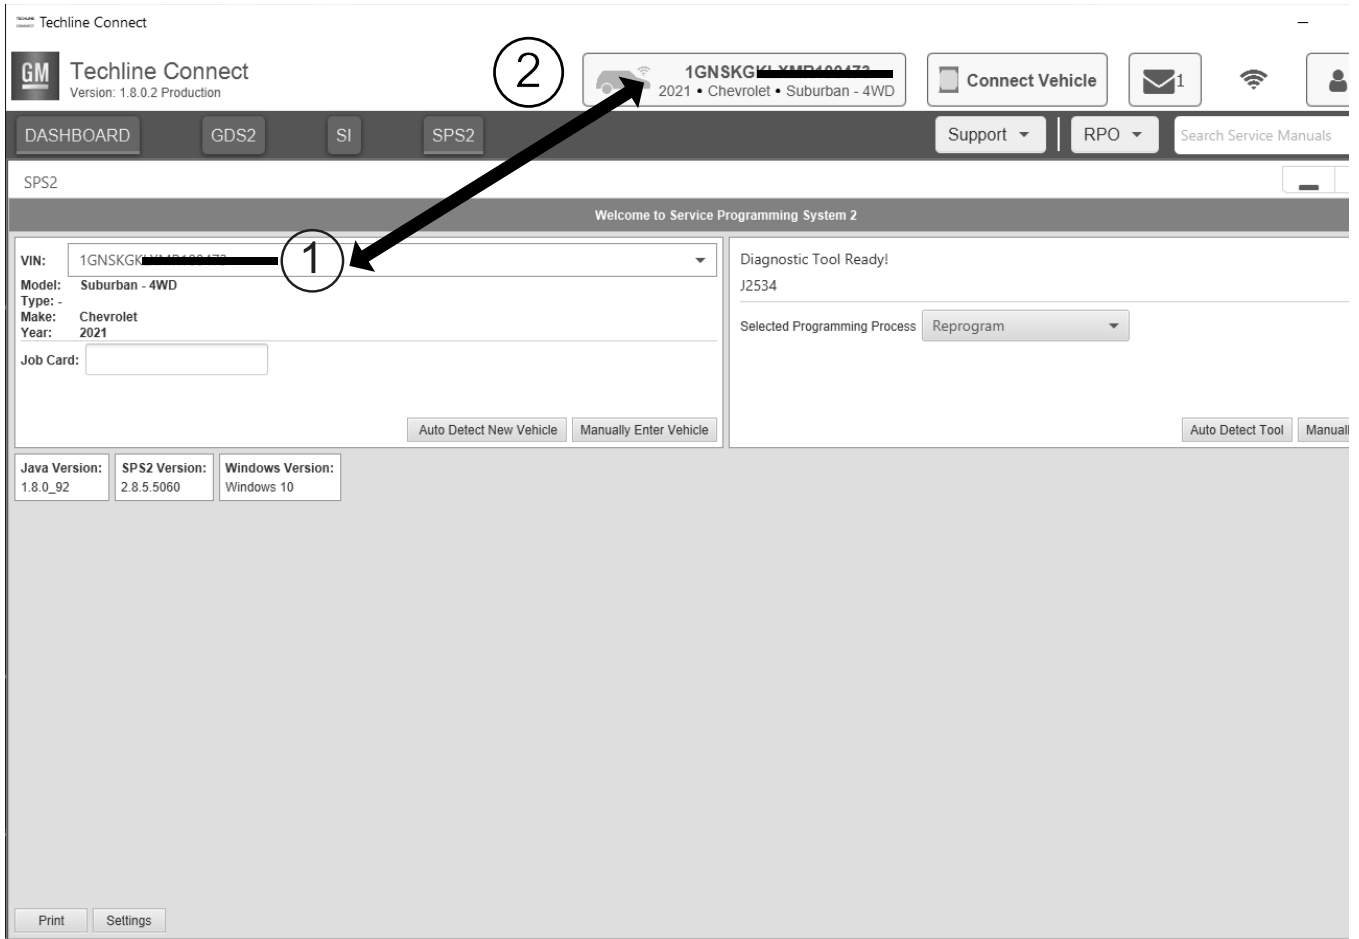 Techline Connect
GM
Techline Connect
Version: 1.8.0.2 Production
2
1GNSKG
2021 • Chevrolet • Suburban - 4WD
Connect Vehicle
1
DASHBOARD
GDS2
SI
SPS2
Support
RPO
Search Service Manuals
SPS2
Welcome to Service Programming System 2
VIN: 1GNSKGK
1
Model: Suburban - 4WD
Type: -
Make: Chevrolet
Year: 2021
Job Card:
Auto Detect New Vehicle
Manually Enter Vehicle
Diagnostic Tool Ready!
J2534
Selected Programming Process Reprogram
Auto Detect Tool
Manuall
Java Version:
1.8.0_92
SPS2 Version:
2.8.5.5060
Windows Version:
Windows 10
Print
Settings